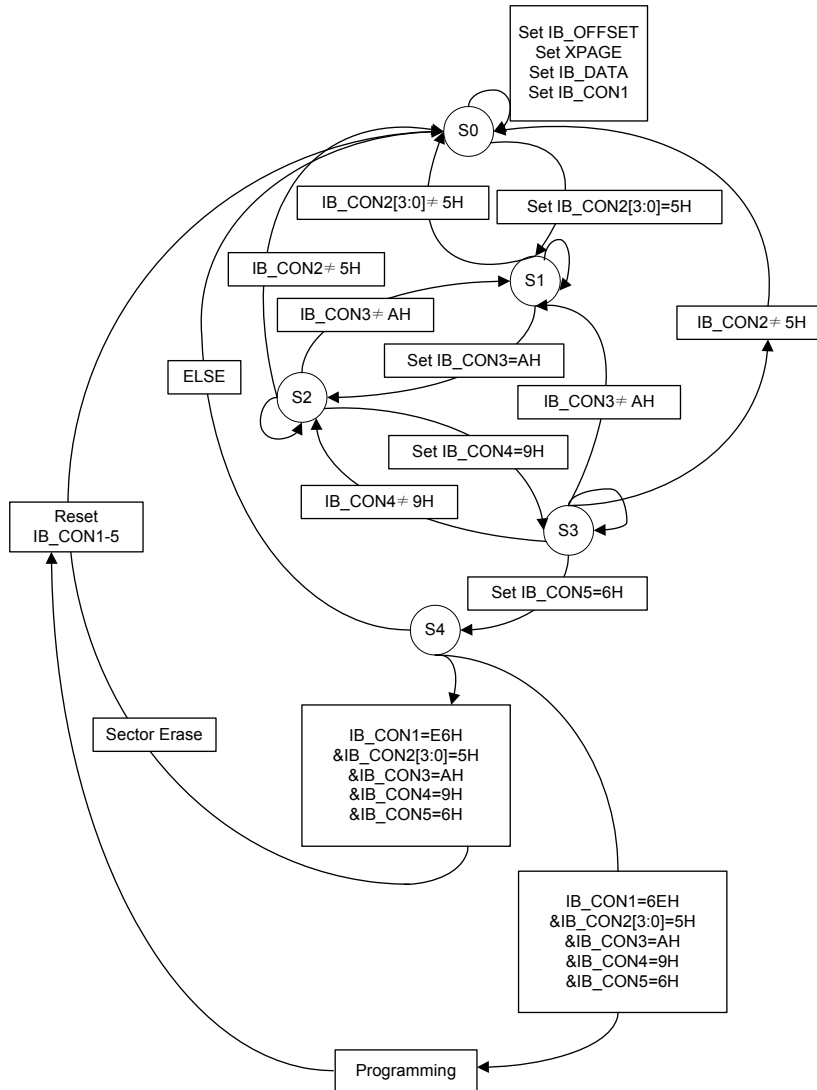 Set IB_OFFSET
Set XPAGE
Set IB_DATA
Set IB_CON1
S0
IB_CON2[3:0]≠ 5H
Set IB_CON2[3:0]=5H
IB_CON2≠ 5H
S1
IB_CON3≠ AH
IB_CON2≠ 5H
Set IB_CON3=AH
ELSE
S2
IB_CON3≠ AH
Set IB_CON4=9H
IB_CON4≠ 9H
Reset
IB_CON1-5
S3
Set IB_CON5=6H
S4
Sector Erase
IB_CON1=E6H
&IB_CON2[3:0]=5H
&IB_CON3=AH
&IB_CON4=9H
&IB_CON5=6H
IB_CON1=6EH
&IB_CON2[3:0]=5H
&IB_CON3=AH
&IB_CON4=9H
&IB_CON5=6H
Programming